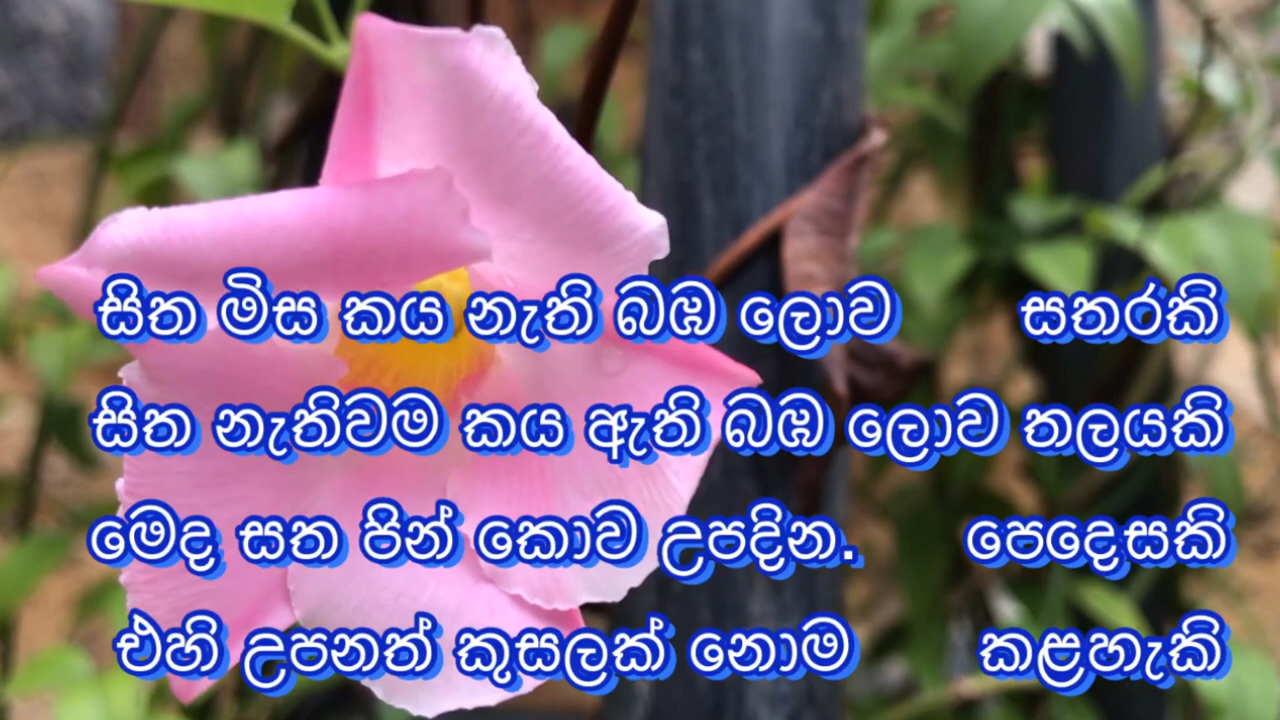 සිත මිස කය නැති බඹ ලොව සතරකි
සිත නැතිවම කය ඇති බඹ ලොව තලයකි
මෙද සත පින් කොට උපදින. පෙදෙසකි
එහි උපනත් කුසලක් නොම කළහැකි